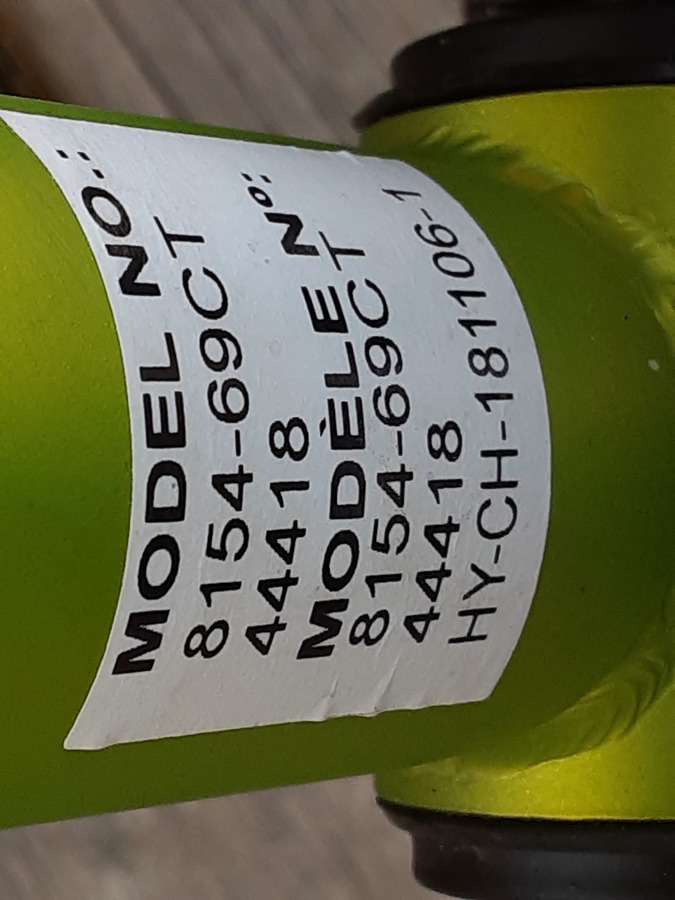 MODEL NO.:
8154-69CT
44418
MODÈLE Nº:
8154-69CT
44418
HY-CH-181106-1